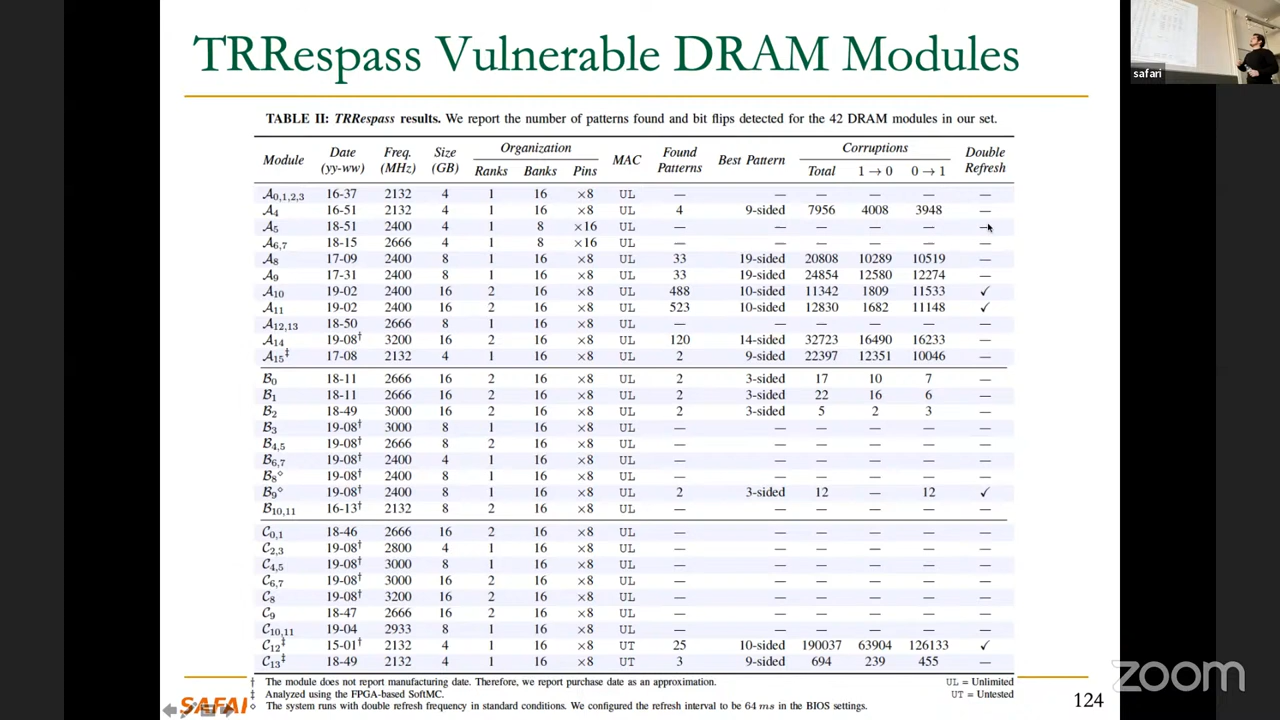 TRRespass Vulnerable DRAM Modules
safari
TABLE II: TRRespass results. We report the number of patterns found and bit flips detected for the 42 DRAM modules in our set.
Module Date (yy-ww) Freq. (MHz) Size (GB) Organization Ranks Banks Pins MAC Found Patterns Best Pattern Corruptions Total 1→0 0→1 Double Refresh
A0,1,2,3 16-37 2132 4 1 16 ×8 UL — — — — — —
A4 16-51 2132 4 1 16 ×8 UL 4 9-sided 7956 4008 3948 —
A5 18-51 2400 4 1 8 ×16 UL — — — — — —
A6,7 18-15 2666 4 1 8 ×16 UL — — — — — —
A8 17-09 2400 8 1 16 ×8 UL 33 19-sided 20808 10289 10519 —
A9 17-31 2400 8 1 16 ×8 UL 33 19-sided 24854 12580 12274 —
A10 19-02 2400 16 2 16 ×8 UL 488 10-sided 11342 1809 11533 ✓
A11 19-02 2400 16 2 16 ×8 UL 523 10-sided 12830 1682 11148 ✓
A12,13 18-50 2666 8 1 16 ×8 UL — — — — — —
A14 19-08† 3200 16 2 16 ×8 UL 120 14-sided 32723 16490 16233 —
A15‡ 17-08 2132 4 1 16 ×8 UL 2 9-sided 22397 12351 10046 —
B0 18-11 2666 16 2 16 ×8 UL 2 3-sided 17 10 7 —
B1 18-11 2666 16 2 16 ×8 UL 2 3-sided 22 16 6 —
B2 18-49 3000 16 2 16 ×8 UL 2 3-sided 5 2 3 —
B3 19-08† 3000 8 1 16 ×8 UL — — — — — —
B4,5 19-08† 2666 8 2 16 ×8 UL — — — — — —
B6,7 19-08† 2400 4 1 16 ×8 UL — — — — — —
B8⋄ 19-08† 2400 8 1 16 ×8 UL — — — — — —
B9⋄ 19-08† 2400 8 1 16 ×8 UL 2 3-sided 12 — 12 ✓
B10,11 16-13† 2132 8 2 16 ×8 UL — — — — — —
C0,1 18-46 2666 16 2 16 ×8 UL — — — — — —
C2,3 19-08† 2800 4 1 16 ×8 UL — — — — — —
C4,5 19-08† 3000 8 1 16 ×8 UL — — — — — —
C6,7 19-08† 3000 16 2 16 ×8 UL — — — — — —
C8 19-08† 3200 16 2 16 ×8 UL — — — — — —
C9 18-47 2666 16 2 16 ×8 UL — — — — — —
C10,11 19-04 2933 8 1 16 ×8 UL — — — — — —
C12‡ 15-01† 2132 4 1 16 ×8 UT 25 10-sided 190037 63904 126133 ✓
C13‡ 18-49 2132 4 1 16 ×8 UT 3 9-sided 694 239 455 —
† The module does not report manufacturing date. Therefore, we report purchase date as an approximation. UL = Unlimited
‡ Analyzed using the FPGA-based SoftMC. UT = Untested
⋄ The system runs with double refresh frequency in standard conditions. We configured the refresh interval to be 64 ms in the BIOS settings.
SAFARI
124
zoom